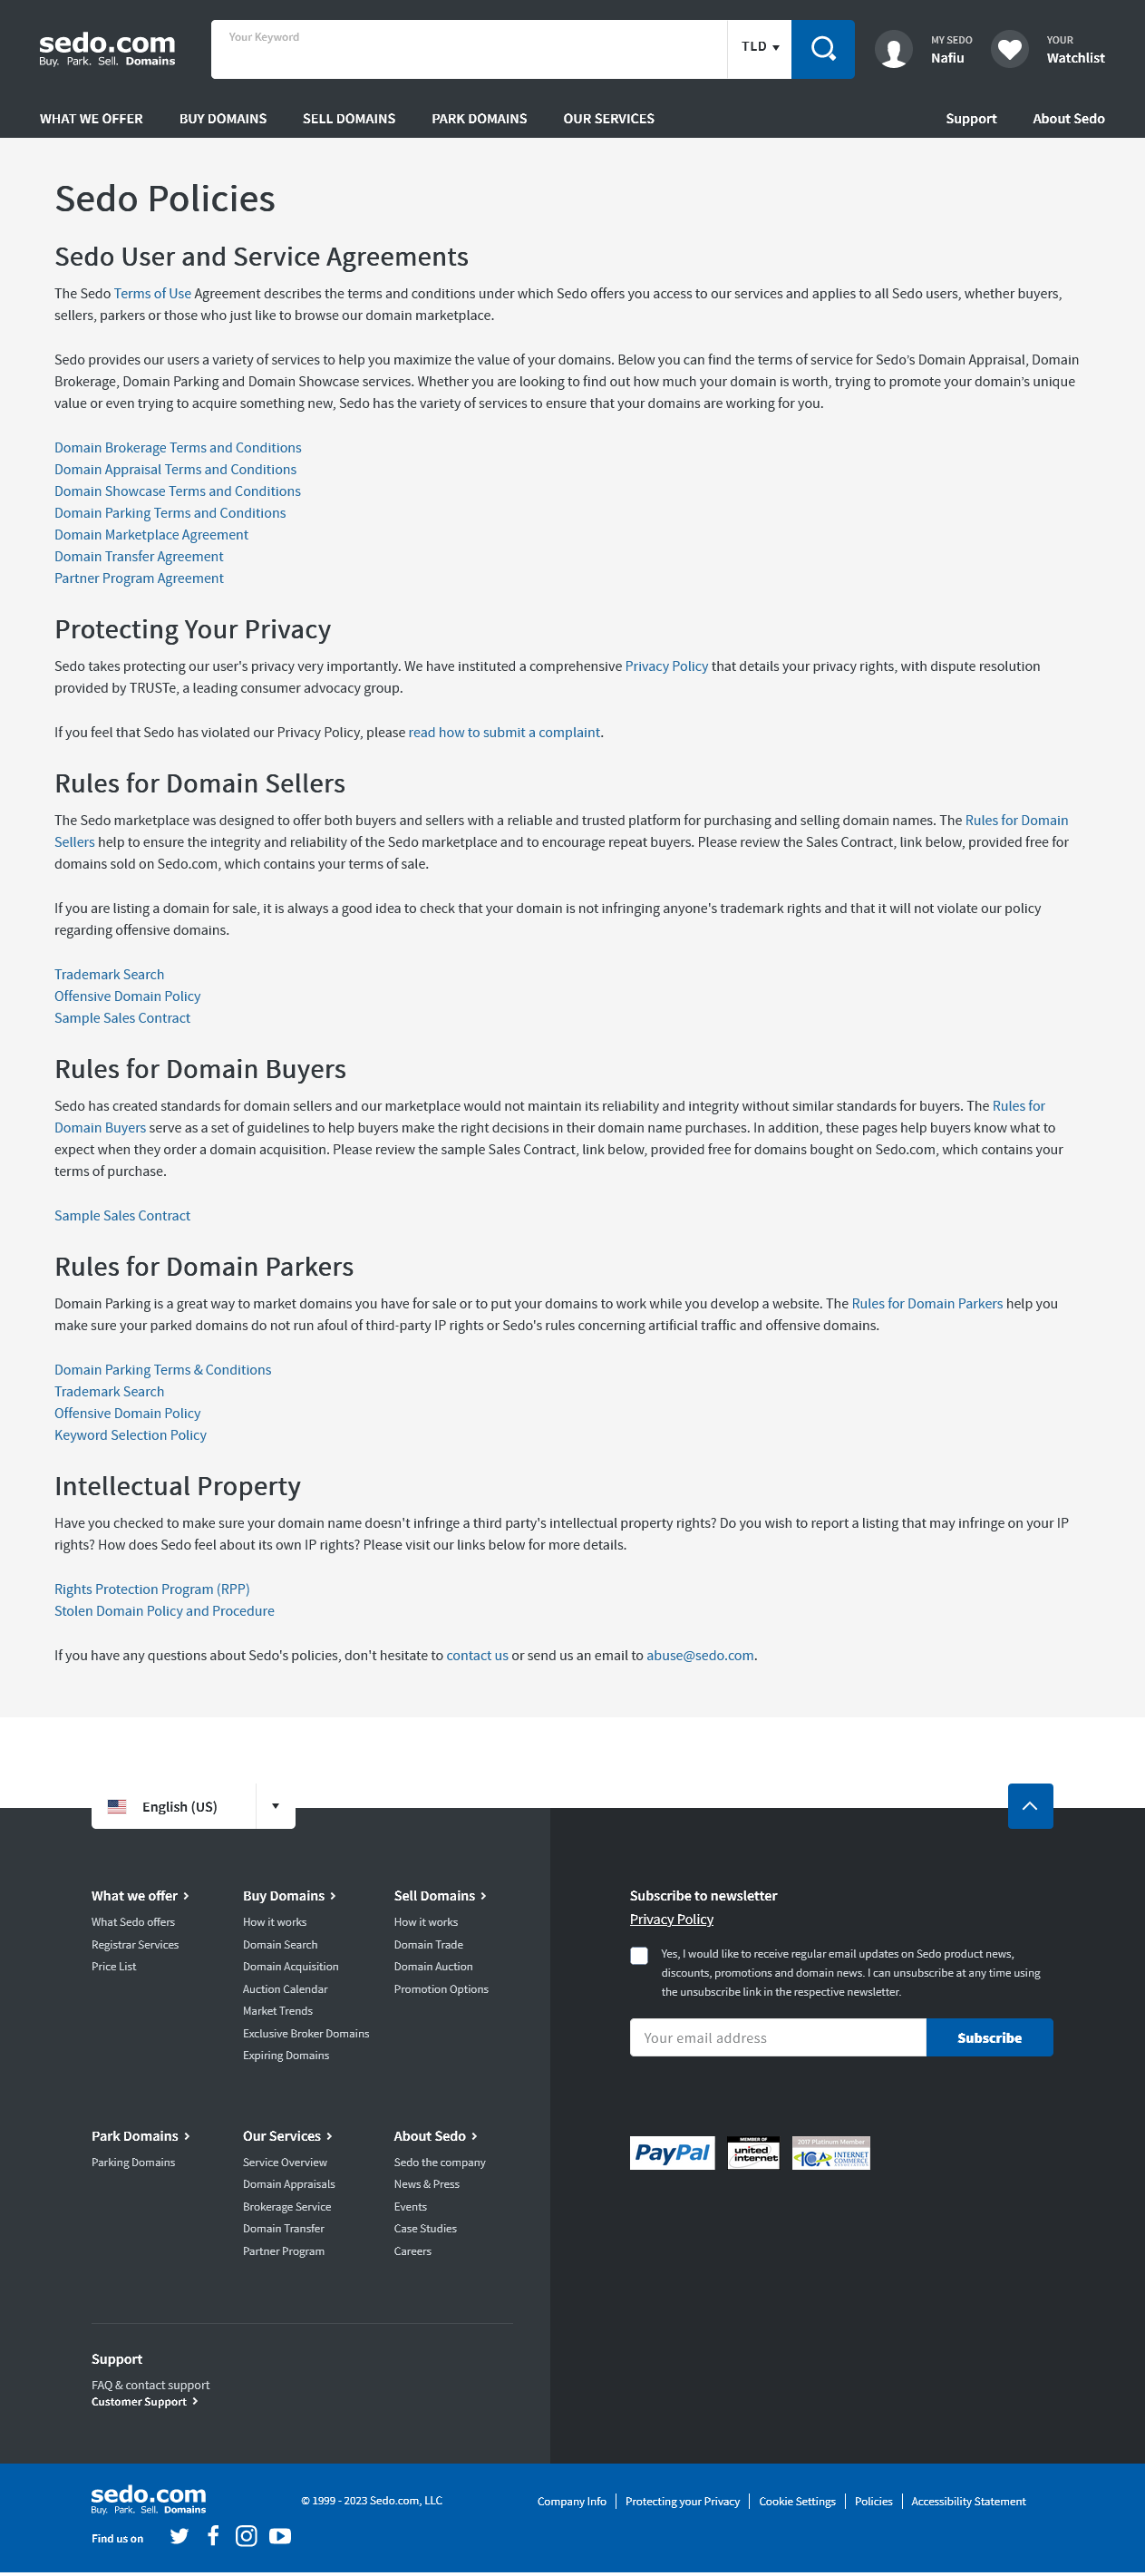 sedo.com
Buy. Park. Sell. Domains
Your Keyword
TLD
MY SEDO
Nafiu
YOUR
Watchlist
WHAT WE OFFER
BUY DOMAINS
SELL DOMAINS
PARK DOMAINS
OUR SERVICES
Support
About Sedo
Sedo Policies
Sedo User and Service Agreements
The Sedo Terms of Use Agreement describes the terms and conditions under which Sedo offers you access to our services and applies to all Sedo users, whether buyers,
sellers, parkers or those who just like to browse our domain marketplace.
Sedo provides our users a variety of services to help you maximize the value of your domains. Below you can find the terms of service for Sedo's Domain Appraisal, Domain
Brokerage, Domain Parking and Domain Showcase services. Whether you are looking to find out how much your domain is worth, trying to promote your domain's unique
value or even trying to acquire something new, Sedo has the variety of services to ensure that your domains are working for you.
Domain Brokerage Terms and Conditions
Domain Appraisal Terms and Conditions
Domain Showcase Terms and Conditions
Domain Parking Terms and Conditions
Domain Marketplace Agreement
Domain Transfer Agreement
Partner Program Agreement
Protecting Your Privacy
Sedo takes protecting our user's privacy very importantly. We have instituted a comprehensive Privacy Policy that details your privacy rights, with dispute resolution
provided by TRUSTe, a leading consumer advocacy group.
If you feel that Sedo has violated our Privacy Policy, please read how to submit a complaint.
Rules for Domain Sellers
The Sedo marketplace was designed to offer both buyers and sellers with a reliable and trusted platform for purchasing and selling domain names. The Rules for Domain
Sellers help to ensure the integrity and reliability of the Sedo marketplace and to encourage repeat buyers. Please review the Sales Contract, link below, provided free for
domains sold on Sedo.com, which contains your terms of sale.
If you are listing a domain for sale, it is always a good idea to check that your domain is not infringing anyone's trademark rights and that it will not violate our policy
regarding offensive domains.
Trademark Search
Offensive Domain Policy
Sample Sales Contract
Rules for Domain Buyers
Sedo has created standards for domain sellers and our marketplace would not maintain its reliability and integrity without similar standards for buyers. The Rules for
Domain Buyers serve as a set of guidelines to help buyers make the right decisions in their domain name purchases. In addition, these pages help buyers know what to
expect when they order a domain acquisition. Please review the sample Sales Contract, link below, provided free for domains bought on Sedo.com, which contains your
terms of purchase.
Sample Sales Contract
Rules for Domain Parkers
Domain Parking is a great way to market domains you have for sale or to put your domains to work while you develop a website. The Rules for Domain Parkers help you
make sure your parked domains do not run afoul of third-party IP rights or Sedo's rules concerning artificial traffic and offensive domains.
Domain Parking Terms & Conditions
Trademark Search
Offensive Domain Policy
Keyword Selection Policy
Intellectual Property
Have you checked to make sure your domain name doesn't infringe a third party's intellectual property rights? Do you wish to report a listing that may infringe on your IP
rights? How does Sedo feel about its own IP rights? Please visit our links below for more details.
Rights Protection Program (RPP)
Stolen Domain Policy and Procedure
If you have any questions about Sedo's policies, don't hesitate to contact us or send us an email to abuse@sedo.com.
English (US)
What we offer
What Sedo offers
Registrar Services
Price List
Buy Domains
How it works
Domain Search
Domain Acquisition
Auction Calendar
Market Trends
Exclusive Broker Domains
Expiring Domains
Sell Domains
How it works
Domain Trade
Domain Auction
Promotion Options
Park Domains
Parking Domains
Our Services
Service Overview
Domain Appraisals
Brokerage Service
Domain Transfer
Partner Program
About Sedo
Sedo the company
News & Press
Events
Case Studies
Careers
Support
FAQ & contact support
Customer Support
Subscribe to newsletter
Privacy Policy
Yes, I would like to receive regular email updates on Sedo product news,
discounts, promotions and domain news. I can unsubscribe at any time using
the unsubscribe link in the respective newsletter.
Your email address
Subscribe
PayPal
MEMBER OF
united
internet
2017 Platinum Member
ICA INTERNET
COMMERCE
ASSOCIATION
sedo.com
Buy. Park. Sell. Domains
© 1999 - 2023 Sedo.com, LLC
Company Info
Protecting your Privacy
Cookie Settings
Policies
Accessibility Statement
Find us on